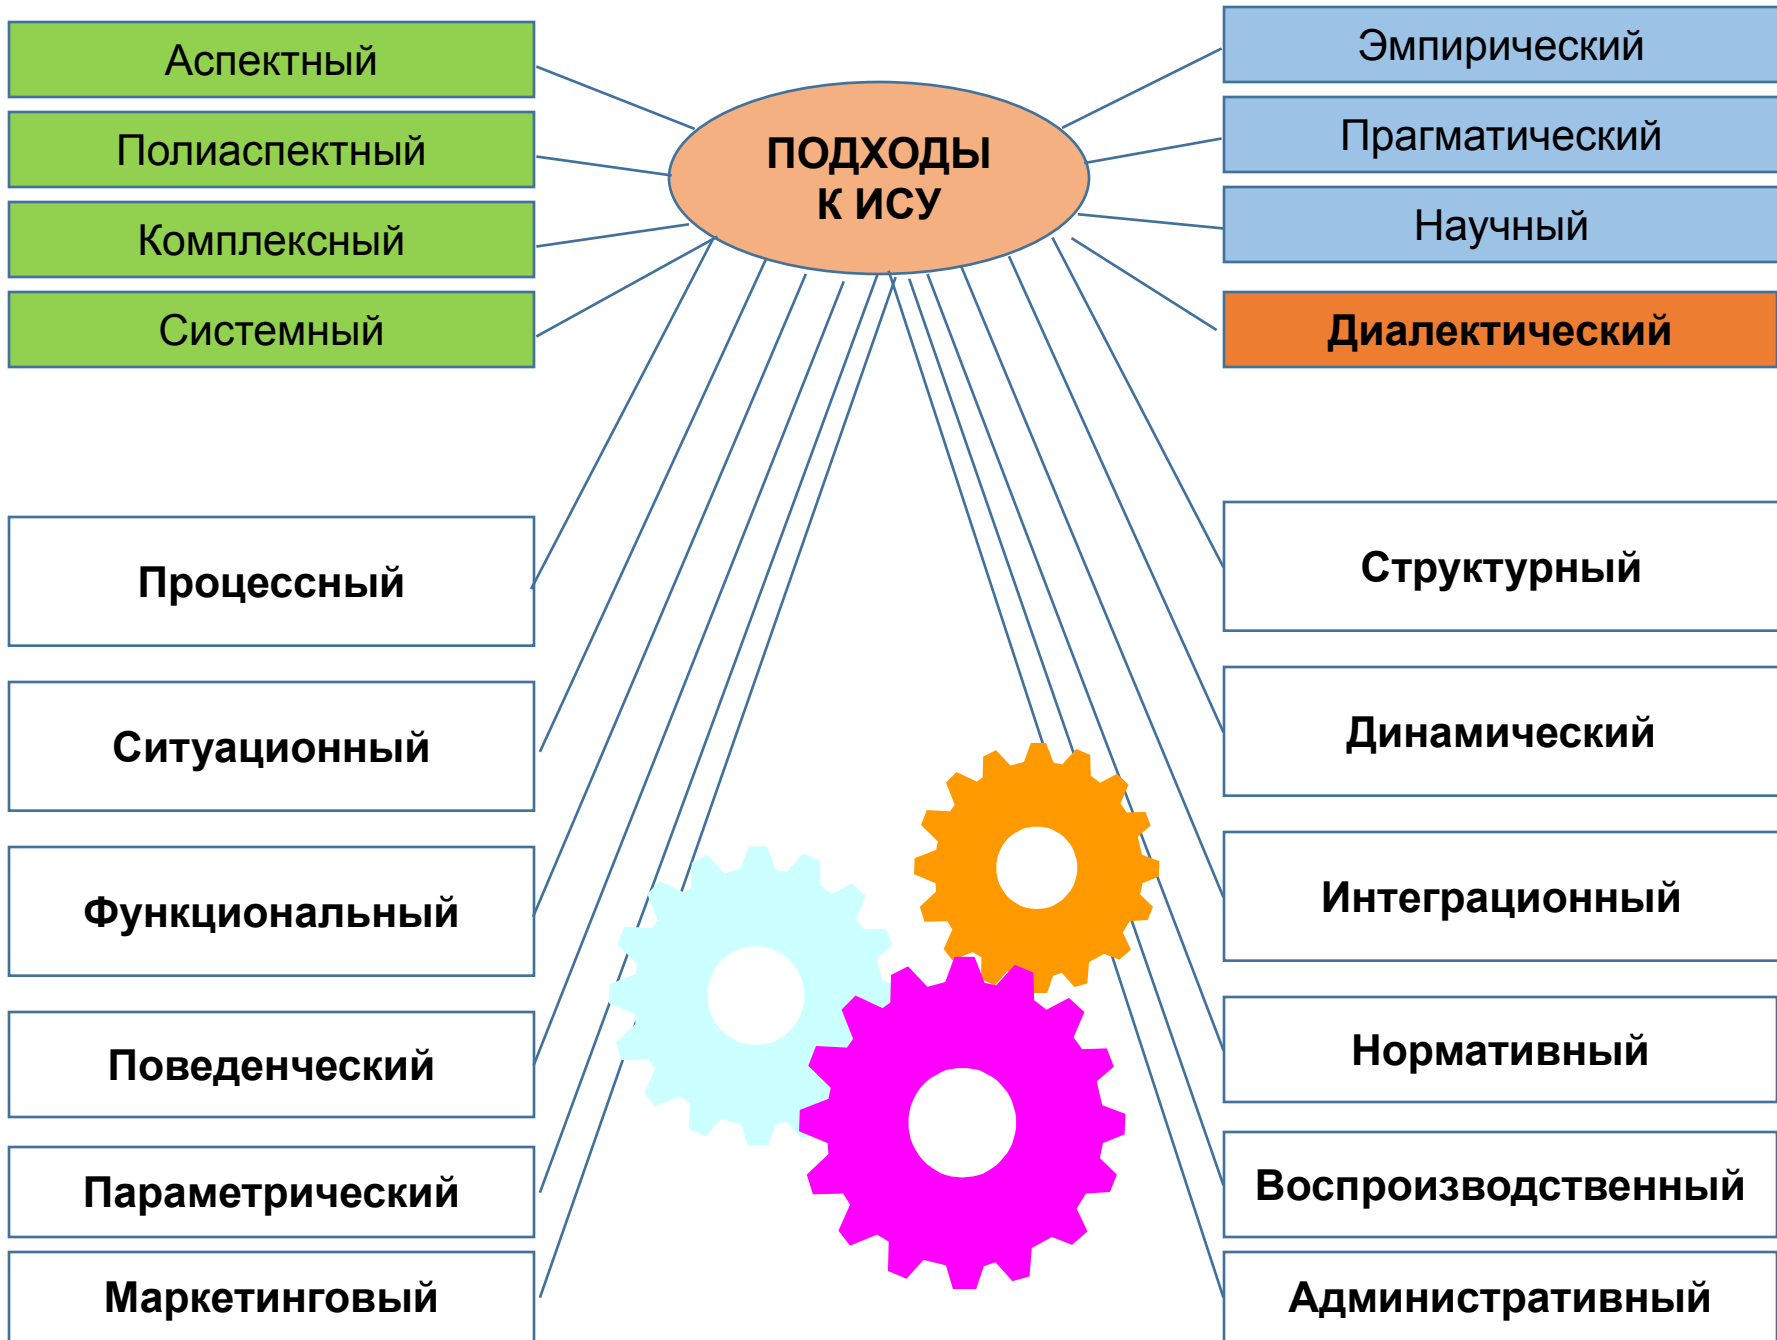 ПОДХОДЫ
К ИСУ
Аспектный
Полиаспектный
Комплексный
Системный
Эмпирический
Прагматический
Научный
Диалектический
Процессный
Ситуационный
Функциональный
Поведенческий
Параметрический
Маркетинговый
Структурный
Динамический
Интеграционный
Нормативный
Воспроизводственный
Административный